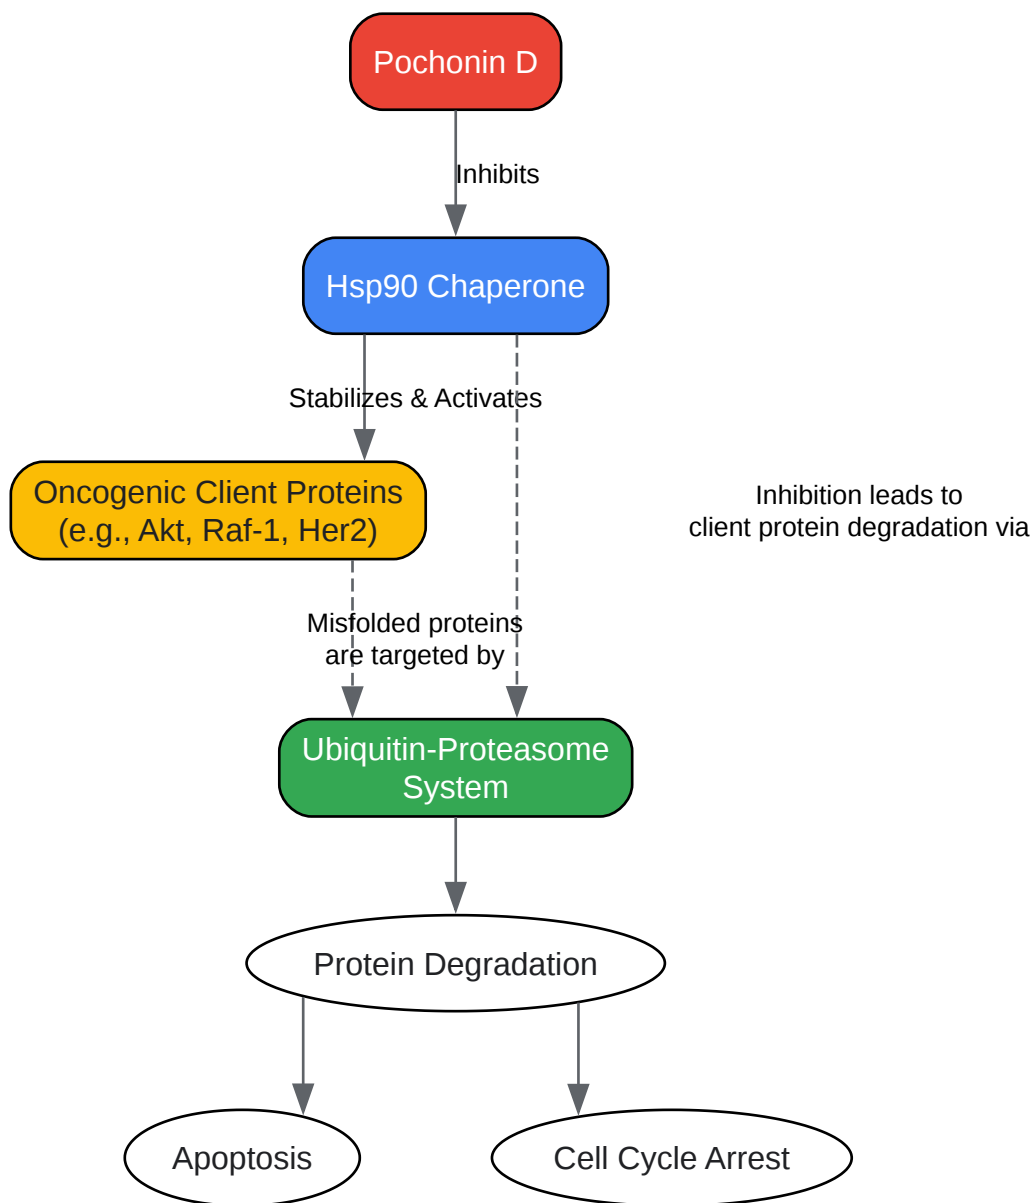 Pochonin D
Inhibits
Hsp90 Chaperone
Stabilizes & Activates
Oncogenic Client Proteins
(e.g., Akt, Raf-1, Her2)
Inhibition leads to
client protein degradation via
Misfolded proteins
are targeted by
Ubiquitin-Proteasome
System
Protein Degradation
Apoptosis
Cell Cycle Arrest